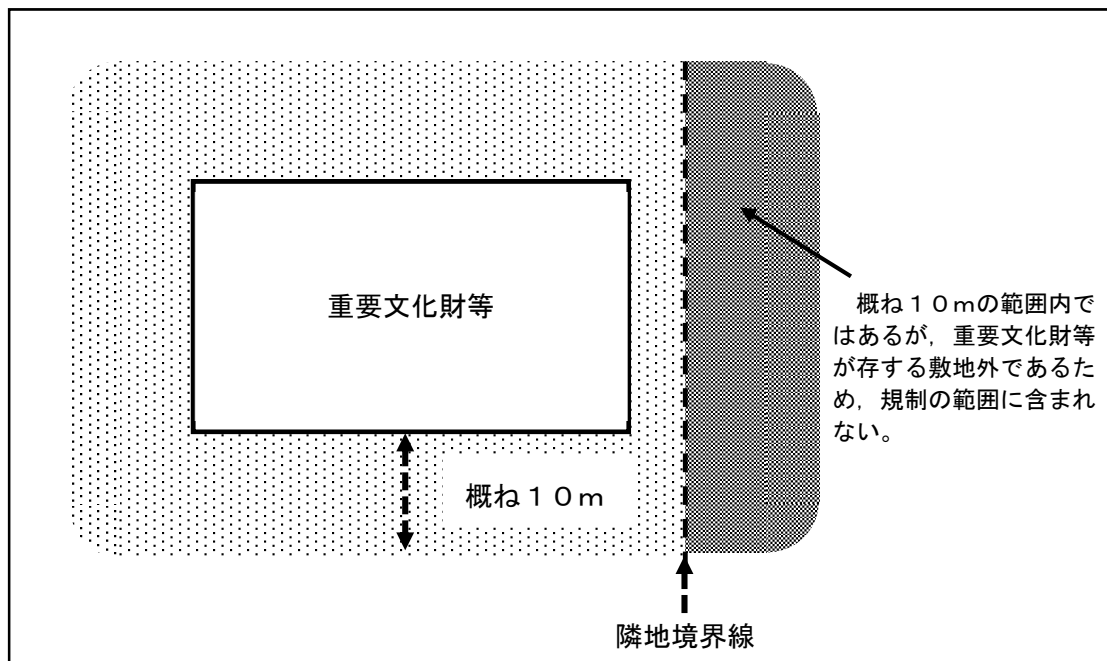 重要文化財等
概ね１０ｍの範囲内で
はあるが，重要文化財等
が存する敷地外であるた
め，規制の範囲に含まれ
ない。
概ね１０ｍ
隣地境界線